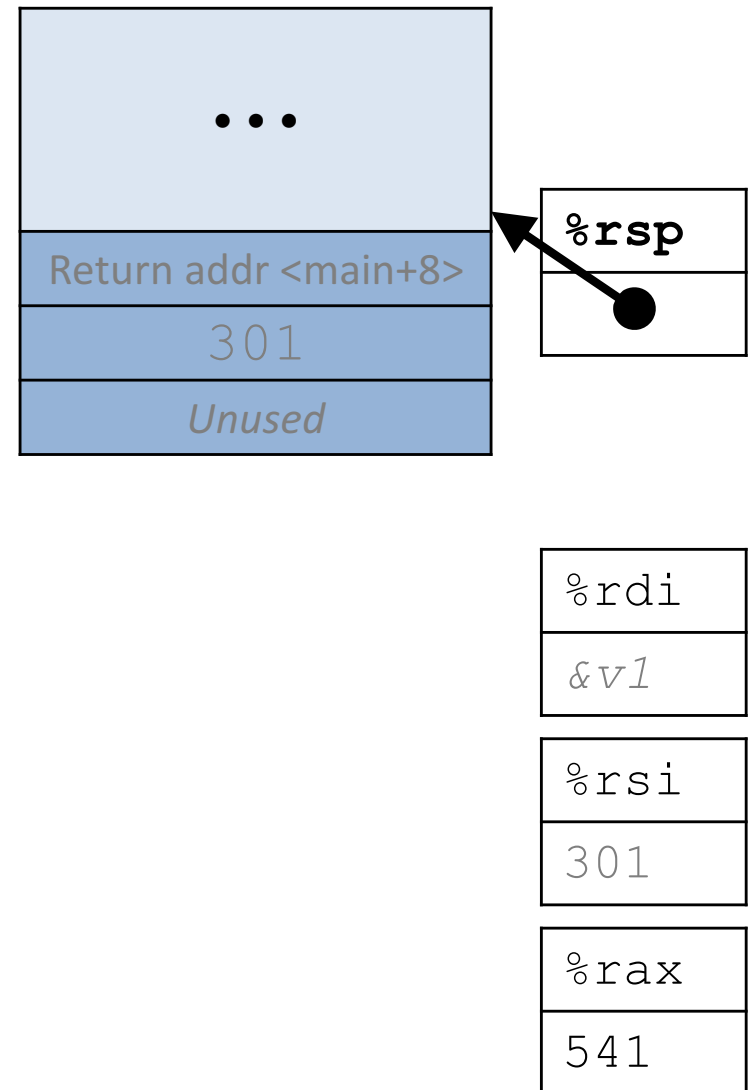 ...
%rsp
Return addr <main+8>
301
Unused
%rdi
&v1
%rsi
301
%rax
541